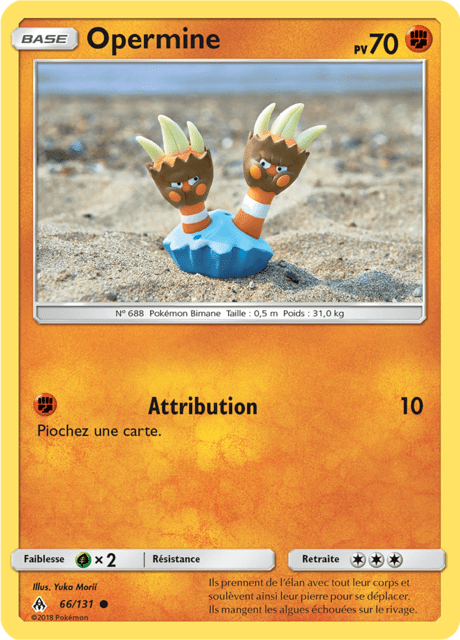 BASE Opermine PV 70
N° 688 Pokémon Bimane Taille : 0,5 m Poids : 31,0 kg
Attribution 10
Piochez une carte.
Faiblesse × 2 Résistance Retraite
Illus. Yuka Morii
66/131
©2018 Pokémon
Ils prennent de l'élan avec tout leur corps et
soulèvent ainsi leur pierre pour se déplacer.
Ils mangent les algues échouées sur le rivage.